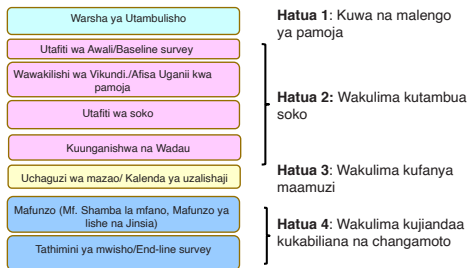 Warsha ya Utambulisho
Utafiti wa Awali/Baseline survey
Wawakilishi wa Vikundi./Afisa Uganii kwa
pamoja
Utafiti wa soko
Kuunganishwa na Wadau
Uchaguzi wa mazao/ Kalenda ya uzalishaji
Mafunzo (Mf. Shamba la mfano, Mafunzo ya
lishe na Jinsia)
Tathimini ya mwisho/End-line survey
Hatua 1: Kuwa na malengo
ya pamoja
Hatua 2: Wakulima kutambua
soko
Hatua 3: Wakulima kufanya
maamuzi
Hatua 4: Wakulima kujiandaa
kukabiliana na changamoto